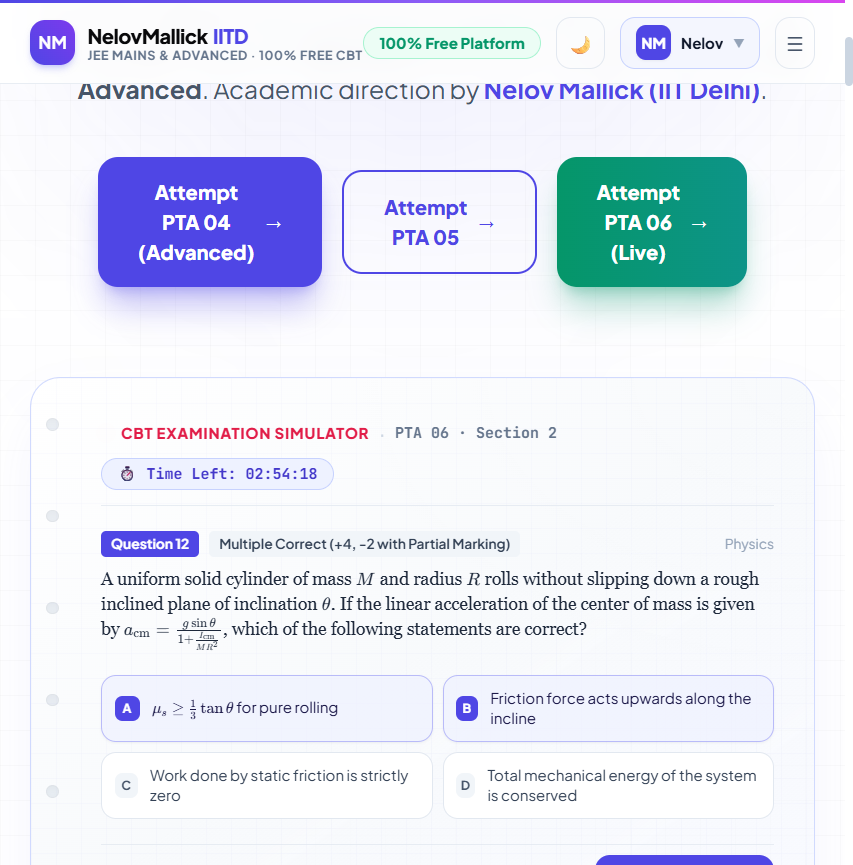 NM NelovMallick IITD
JEE MAINS & ADVANCED · 100% FREE CBT
100% Free Platform
NM Nelov ▼
☰
Advanced. Academic direction by Nelov Mallick (IIT Delhi).
Attempt
PTA 04 →
(Advanced)
Attempt
PTA 05 →
Attempt
PTA 06 →
(Live)
CBT EXAMINATION SIMULATOR · PTA 06 · Section 2
⏱ Time Left: 02:54:18
Question 12 Multiple Correct (+4, -2 with Partial Marking) Physics
A uniform solid cylinder of mass M and radius R rolls without slipping down a rough
inclined plane of inclination θ. If the linear acceleration of the center of mass is given
by a_cm = \frac{g sin θ}{1+\frac{I_cm}{MR^2}}, which of the following statements are correct?
A μ_s ≥ \frac{1}{3} tan θ for pure rolling
B Friction force acts upwards along the
incline
C Work done by static friction is strictly
zero
D Total mechanical energy of the system
is conserved